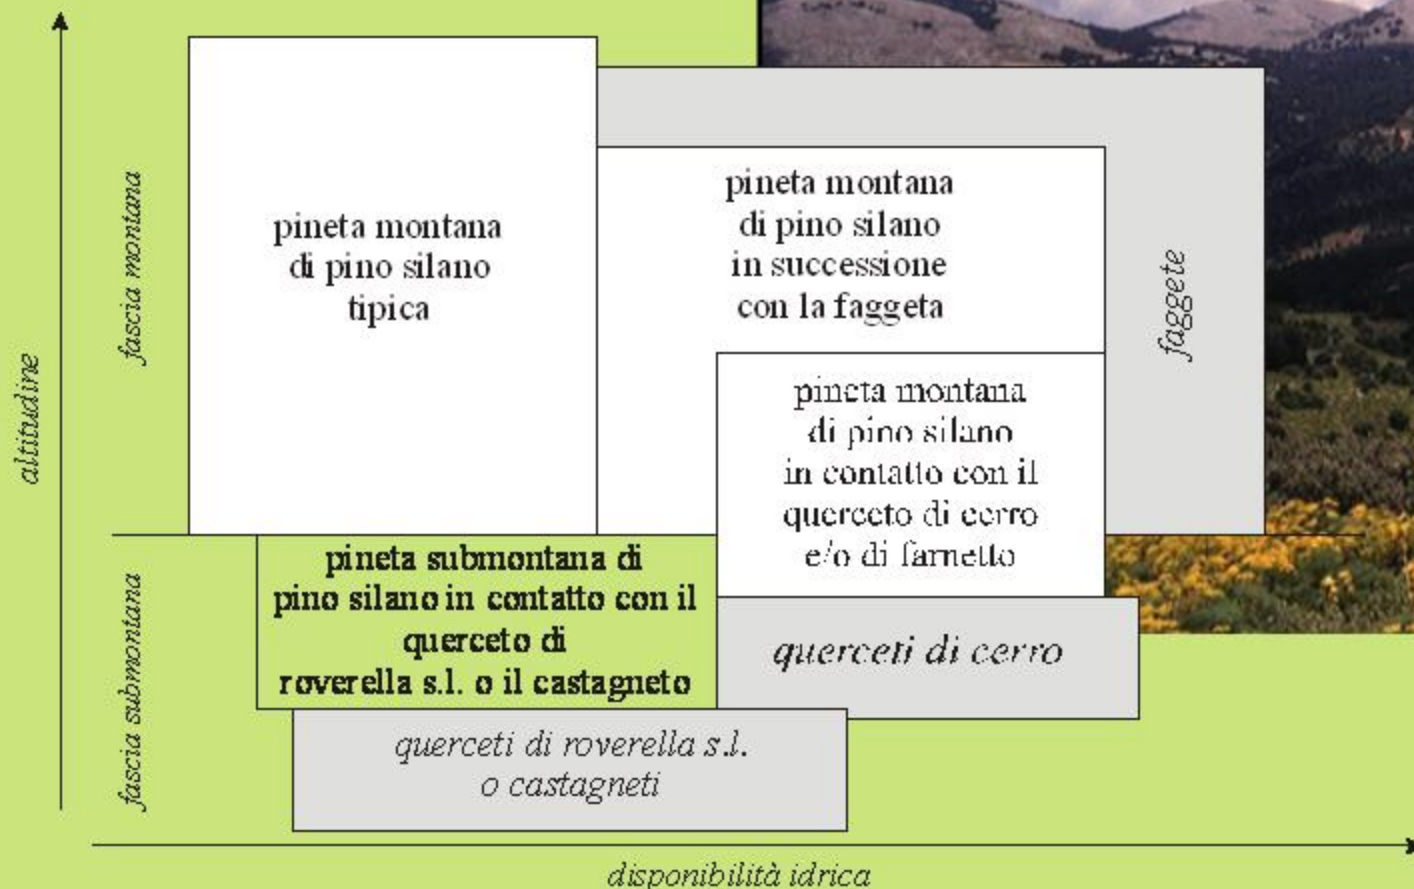 altitudine
fascia montana
fascia submontana
pineta montana
di pino silano
tipica
pineta montana
di pino silano
in successione
con la faggeta
faggete
pineta montana
di pino silano
in contatto con il
querceto di cerro
e/o di farnetto
pineta submontana di
pino silano in contatto con il
querceto di
roverella s.l. o il castagneto
querceti di cerro
querceti di roverella s.l.
o castagneti
disponibilità idrica